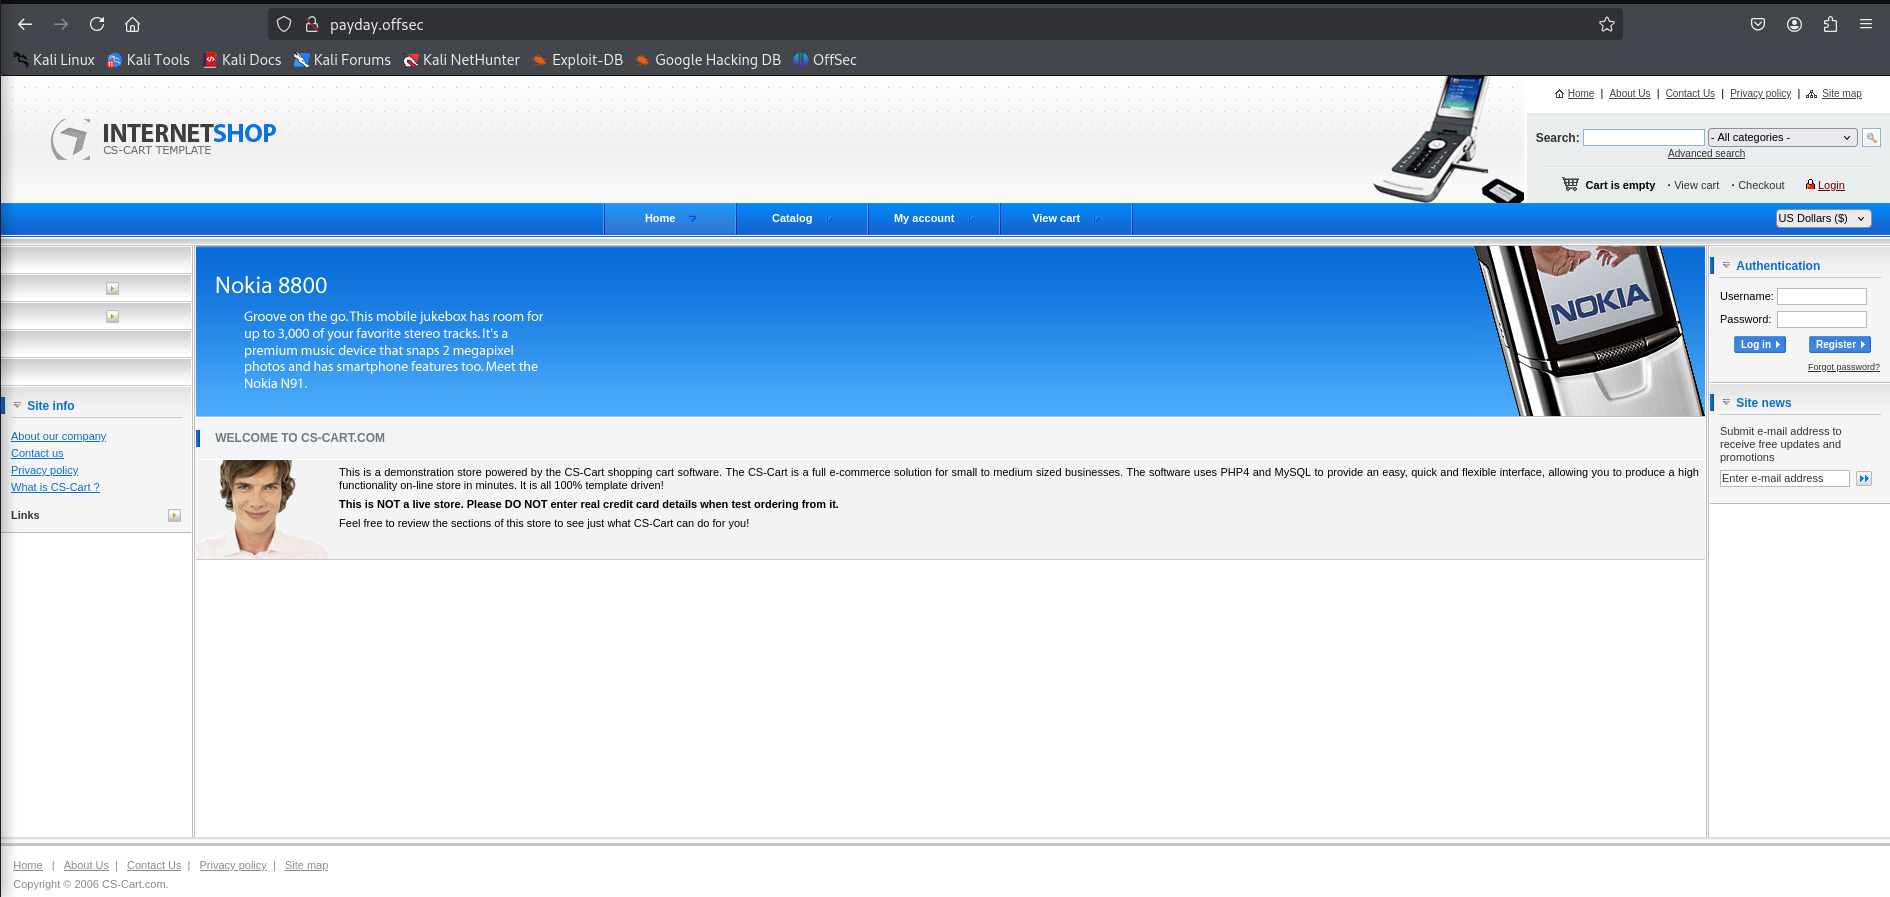 payday.offsec
Kali Linux Kali Tools Kali Docs Kali Forums Kali NetHunter Exploit-DB Google Hacking DB OffSec
Home | About Us | Contact Us | Privacy policy | Site map
INTERNETSHOP
CS-CART TEMPLATE
Search: - All categories -
Advanced search
Cart is empty · View cart · Checkout Login
Home Catalog My account View cart US Dollars ($)
Nokia 8800
Groove on the go. This mobile jukebox has room for
up to 3,000 of your favorite stereo tracks. It's a
premium music device that snaps 2 megapixel
photos and has smartphone features too. Meet the
Nokia N91.
NOKIA
Authentication
Username:
Password:
Log in Register
Forgot password?
Site info
About our company
Contact us
Privacy policy
What is CS-Cart ?
Links
WELCOME TO CS-CART.COM
This is a demonstration store powered by the CS-Cart shopping cart software. The CS-Cart is a full e-commerce solution for small to medium sized businesses. The software uses PHP4 and MySQL to provide an easy, quick and flexible interface, allowing you to produce a high
functionality on-line store in minutes. It is all 100% template driven!
This is NOT a live store. Please DO NOT enter real credit card details when test ordering from it.
Feel free to review the sections of this store to see just what CS-Cart can do for you!
Site news
Submit e-mail address to
receive free updates and
promotions
Enter e-mail address
Home | About Us | Contact Us | Privacy policy | Site map
Copyright © 2006 CS-Cart.com.